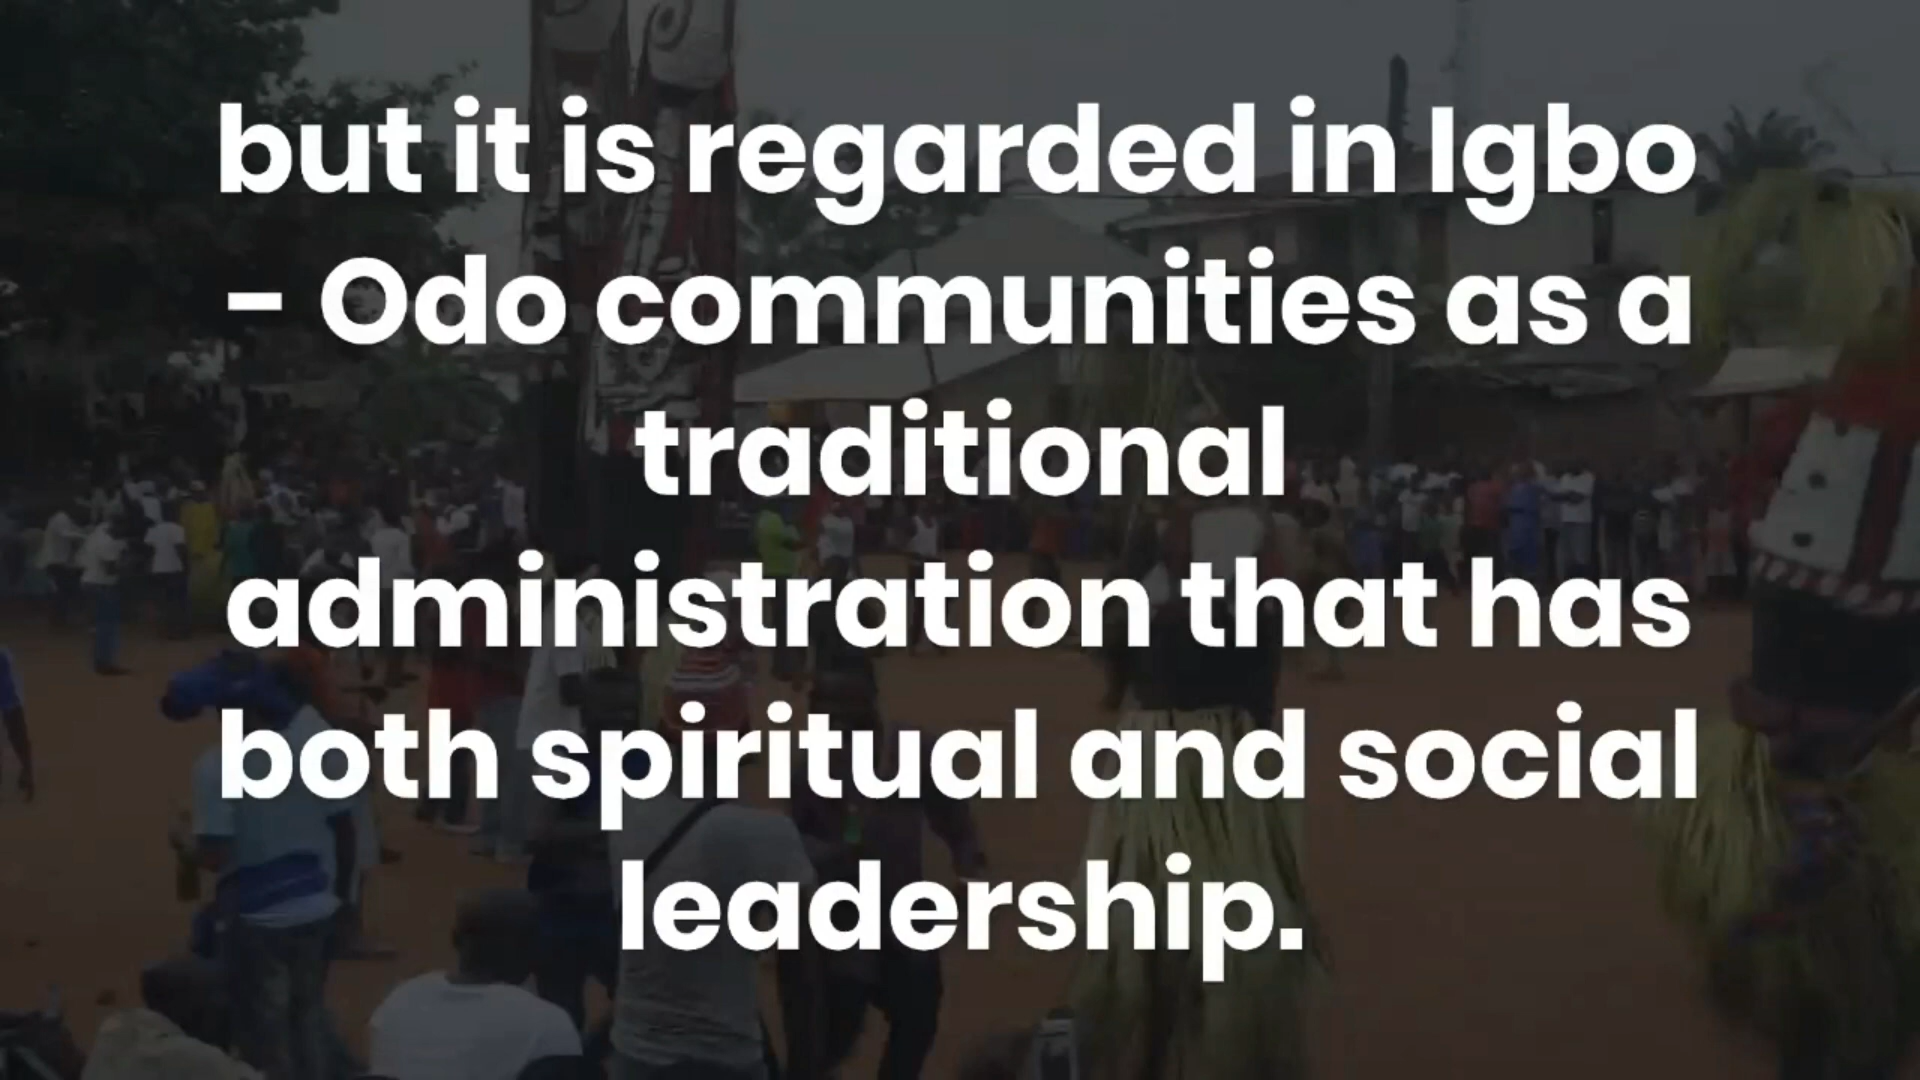 but it is regarded in Igbo
- Odo communities as a
traditional
administration that has
both spiritual and social
leadership.